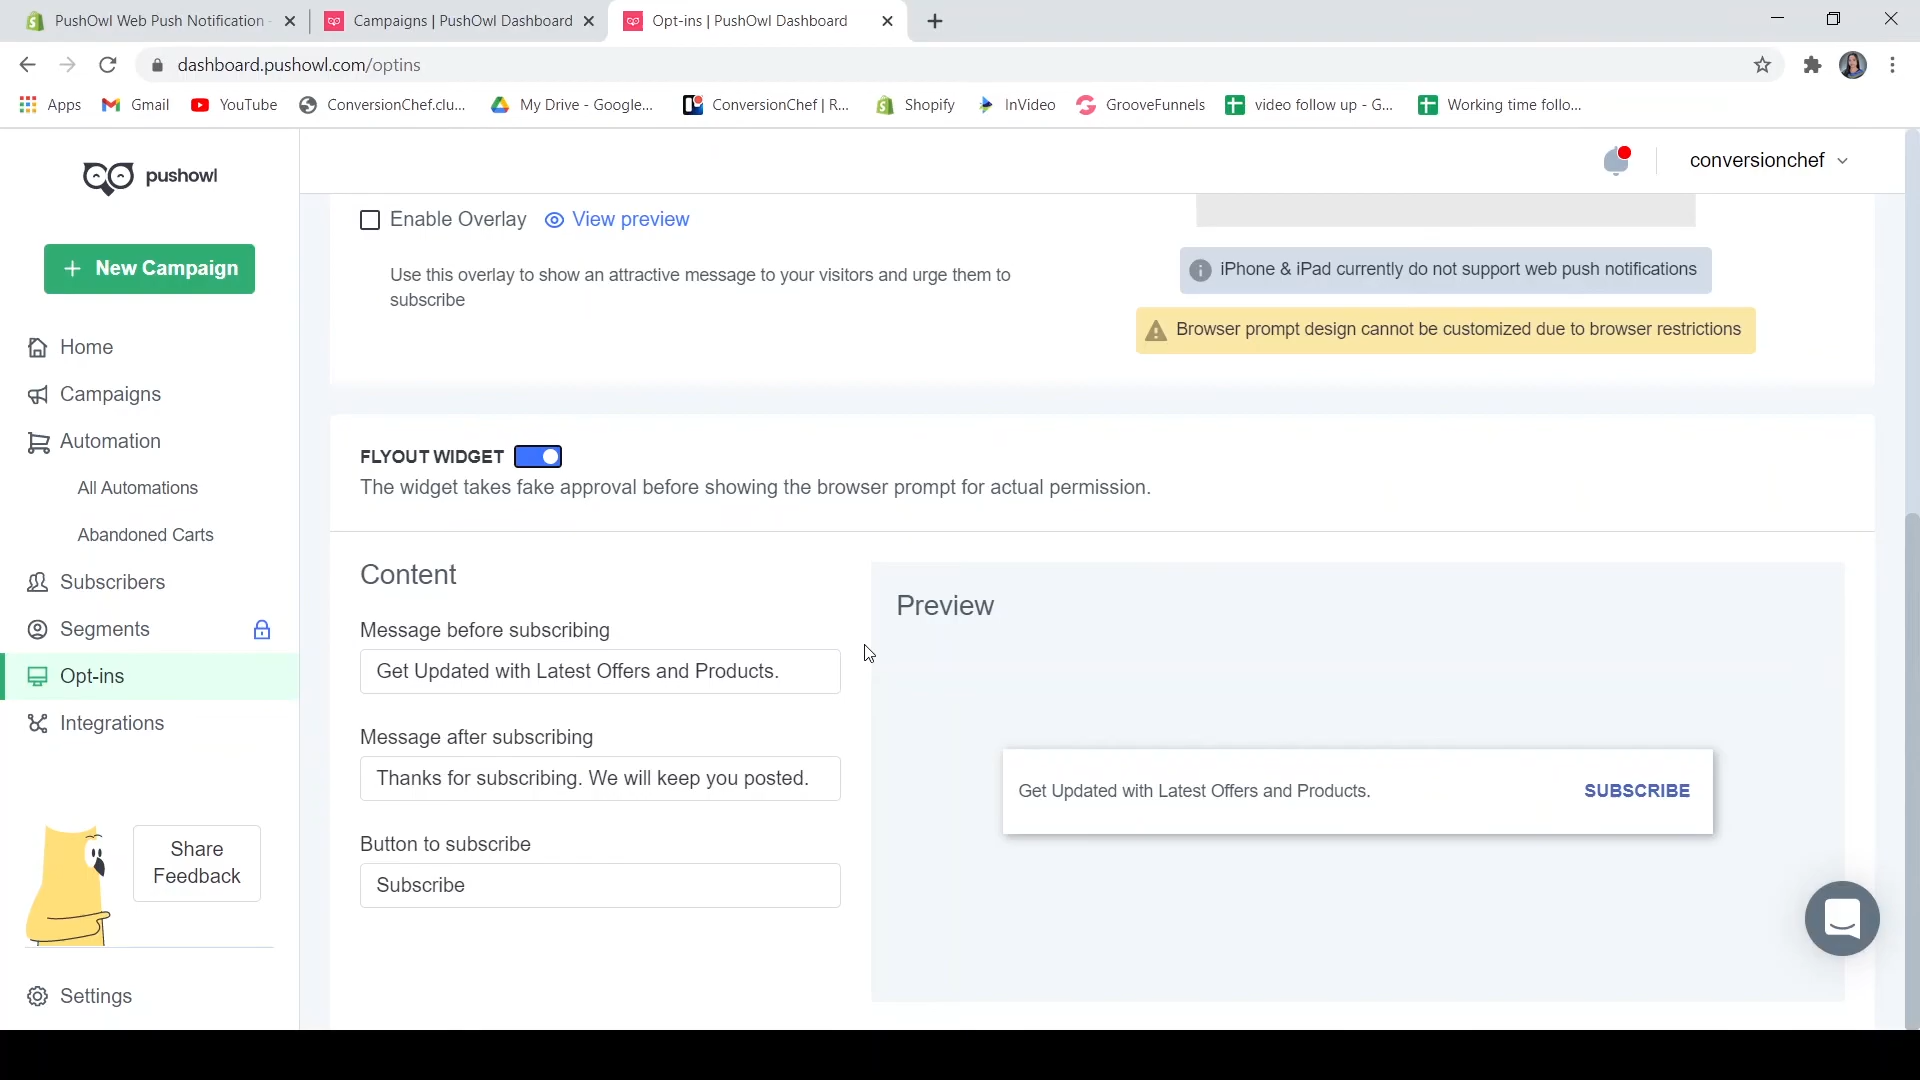 PushOwl Web Push Notification
Campaigns | PushOwl Dashboard
Opt-ins | PushOwl Dashboard
dashboard.pushowl.com/optins
Apps
Gmail
YouTube
ConversionChef.clu...
My Drive - Google...
ConversionChef | R...
Shopify
InVideo
GrooveFunnels
video follow up - G...
Working time follo...
pushowl
conversionchef
New Campaign
Home
Campaigns
Automation
All Automations
Abandoned Carts
Subscribers
Segments
Opt-ins
Integrations
Share
Feedback
Settings
Enable Overlay
View preview
Use this overlay to show an attractive message to your visitors and urge them to
subscribe
iPhone & iPad currently do not support web push notifications
Browser prompt design cannot be customized due to browser restrictions
FLYOUT WIDGET
The widget takes fake approval before showing the browser prompt for actual permission.
Content
Message before subscribing
Get Updated with Latest Offers and Products.
Message after subscribing
Thanks for subscribing. We will keep you posted.
Button to subscribe
Subscribe
Preview
Get Updated with Latest Offers and Products.
SUBSCRIBE